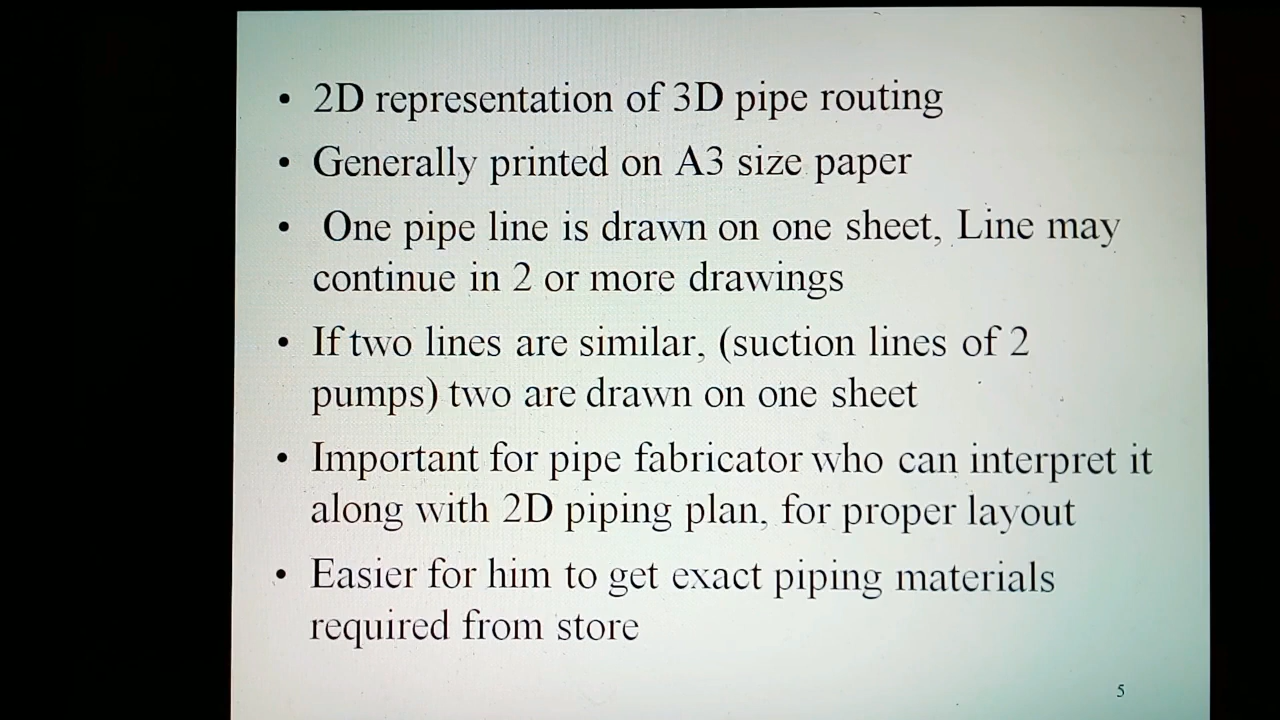 • 2D representation of 3D pipe routing
• Generally printed on A3 size paper
• One pipe line is drawn on one sheet, Line may
continue in 2 or more drawings
• If two lines are similar, (suction lines of 2
pumps) two are drawn on one sheet
• Important for pipe fabricator who can interpret it
along with 2D piping plan, for proper layout
• Easier for him to get exact piping materials
required from store
5